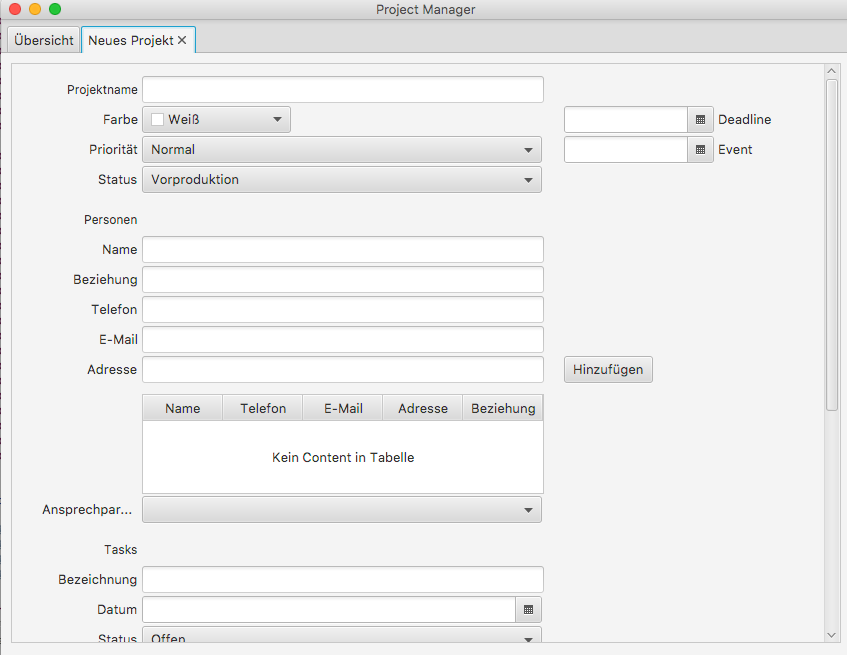 Project Manager
Übersicht Neues Projekt
Projektname
Farbe Weiß Deadline
Priorität Normal Event
Status Vorproduktion
Personen
Name
Beziehung
Telefon
E-Mail
Adresse Hinzufügen
Name Telefon E-Mail Adresse Beziehung
Kein Content in Tabelle
Ansprechpar...
Tasks
Bezeichnung
Datum
Status Offen